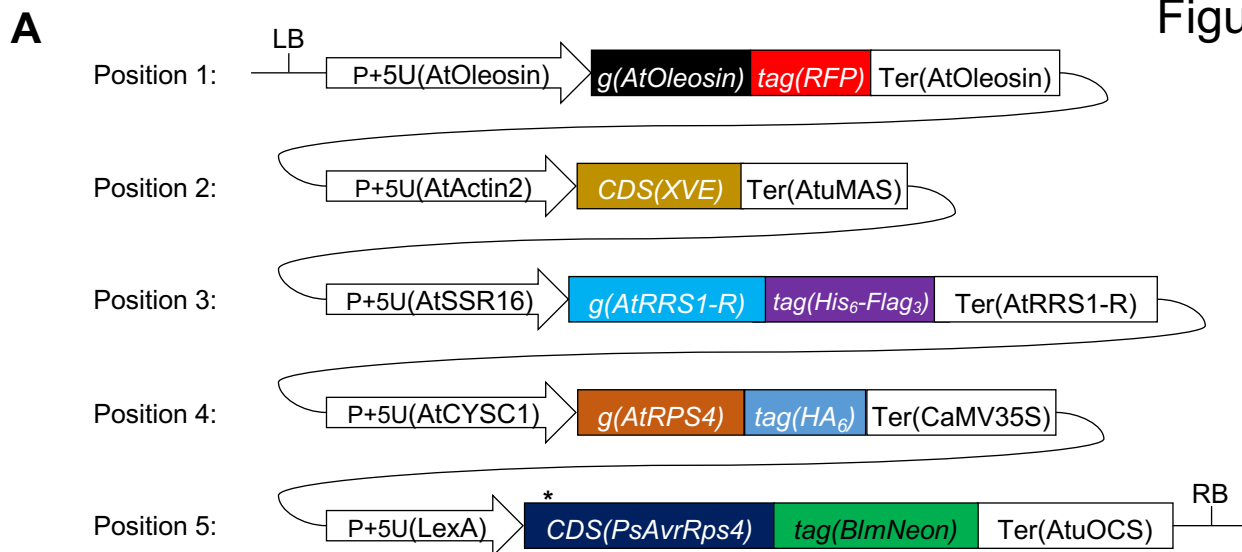 A
Figu
LB
Position 1: P+5U(AtOleosin) g(AtOleosin) tag(RFP) Ter(AtOleosin)
Position 2: P+5U(AtActin2) CDS(XVE) Ter(AtuMAS)
Position 3: P+5U(AtSSR16) g(AtRRS1-R) tag(His₆-Flag₃) Ter(AtRRS1-R)
Position 4: P+5U(AtCYSC1) g(AtRPS4) tag(HA₆) Ter(CaMV35S)
*
RB
Position 5: P+5U(LexA) CDS(PsAvrRps4) tag(BlmNeon) Ter(AtuOCS)